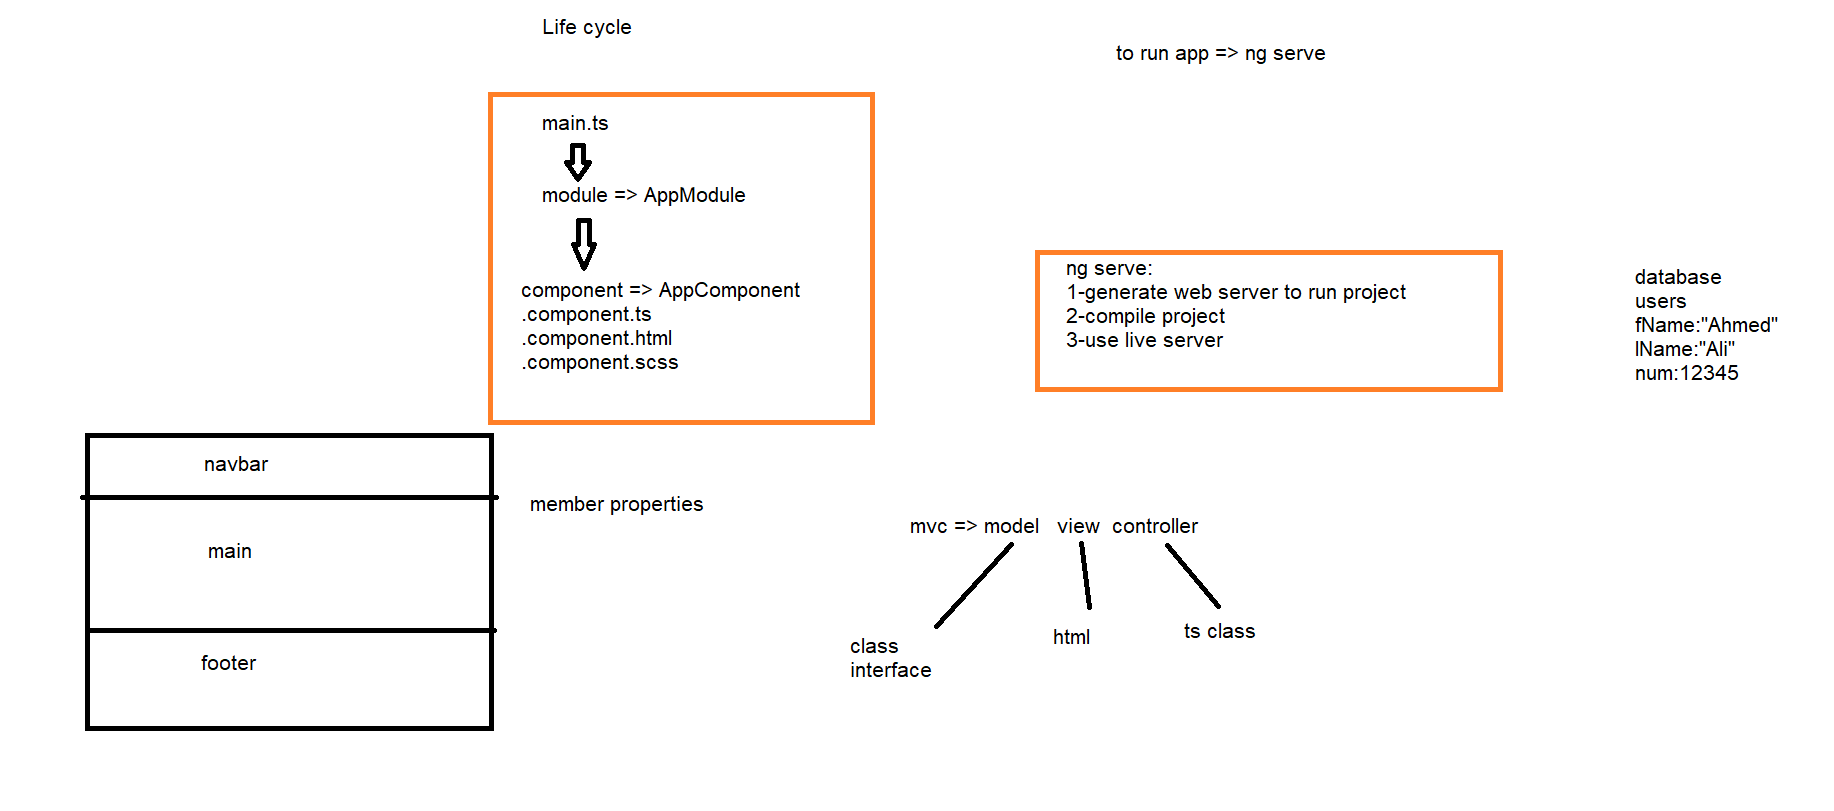 Life cycle
to run app => ng serve
main.ts
module => AppModule
component => AppComponent
.component.ts
.component.html
.component.scss
ng serve:
1-generate web server to run project
2-compile project
3-use live server
database
users
fName:"Ahmed"
lName:"Ali"
num:12345
navbar
main
footer
member properties
mvc => model view controller
class
interface
html
ts class